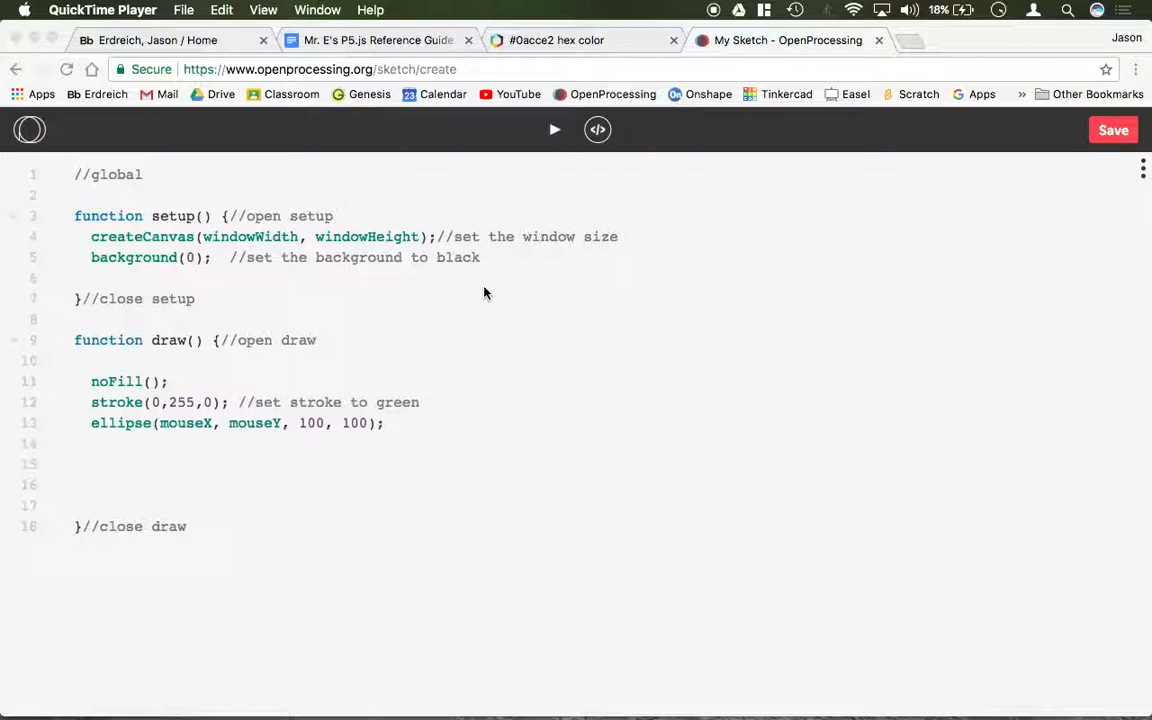 QuickTime Player File Edit View Window Help 18%
Bb Erdreich, Jason / Home Mr. E's P5.js Reference Guide #0acce2 hex color My Sketch - OpenProcessing Jason
Secure https://www.openprocessing.org/sketch/create
Apps Bb Erdreich Mail Drive Classroom Genesis 23 Calendar YouTube OpenProcessing Onshape Tinkercad Easel Scratch Apps » Other Bookmarks
</> Save
1 //global
2
3 function setup() {//open setup
4 createCanvas(windowWidth, windowHeight);//set the window size
5 background(0); //set the background to black
6
7 }//close setup
8
9 function draw() {//open draw
10
11 noFill();
12 stroke(0,255,0); //set stroke to green
13 ellipse(mouseX, mouseY, 100, 100);
14
15
16
17
18 }//close draw